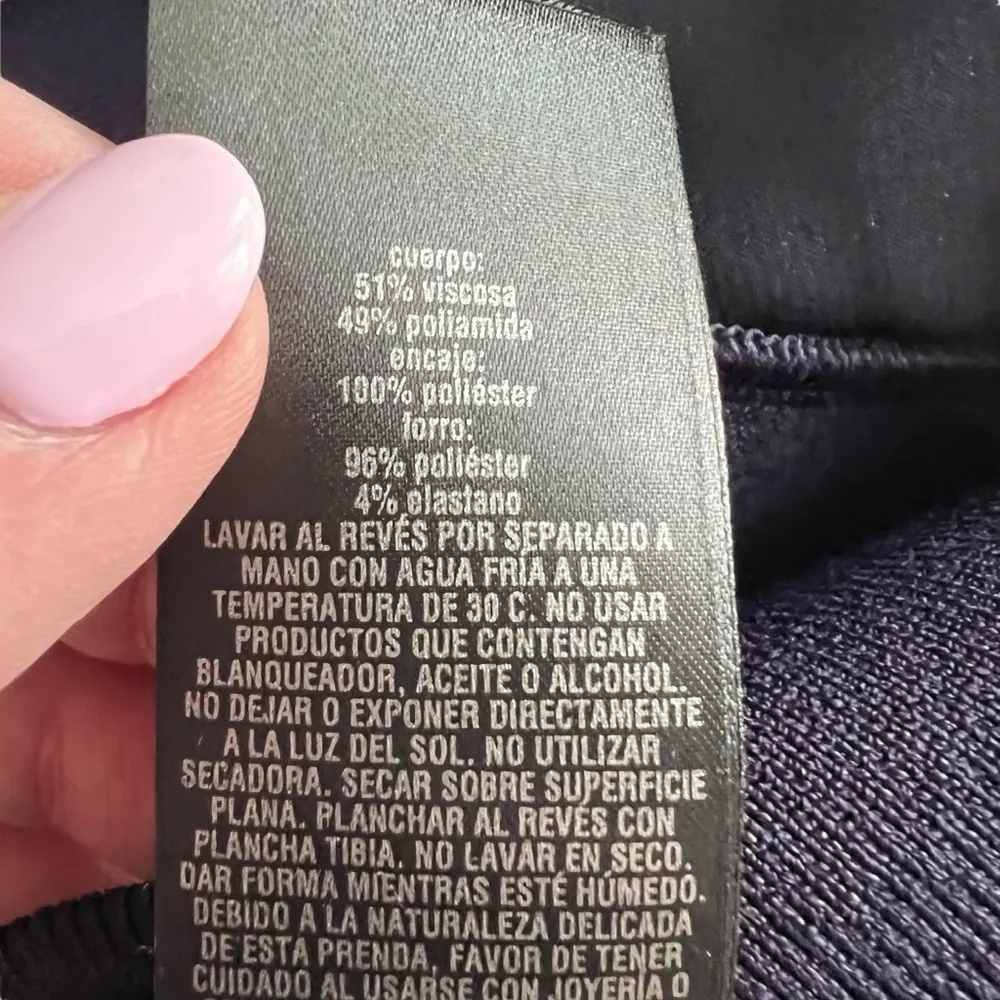 cuerpo:
51% viscosa
49% poliamida
encaje:
100% poliéster
forro:
96% poliéster
4% elastano
LAVAR AL REVÉS POR SEPARADO A
MANO CON AGUA FRÍA A UNA
TEMPERATURA DE 30 C. NO USAR
PRODUCTOS QUE CONTENGAN
BLANQUEADOR, ACEITE O ALCOHOL.
NO DEJAR O EXPONER DIRECTAMENTE
A LA LUZ DEL SOL. NO UTILIZAR
SECADORA. SECAR SOBRE SUPERFICIE
PLANA. PLANCHAR AL REVÉS CON
PLANCHA TIBIA. NO LAVAR EN SECO.
DAR FORMA MIENTRAS ESTÉ HÚMEDO.
DEBIDO A LA NATURALEZA DELICADA
DE ESTA PRENDA, FAVOR DE TENER
CUIDADO AL USARSE CON JOYERÍA O